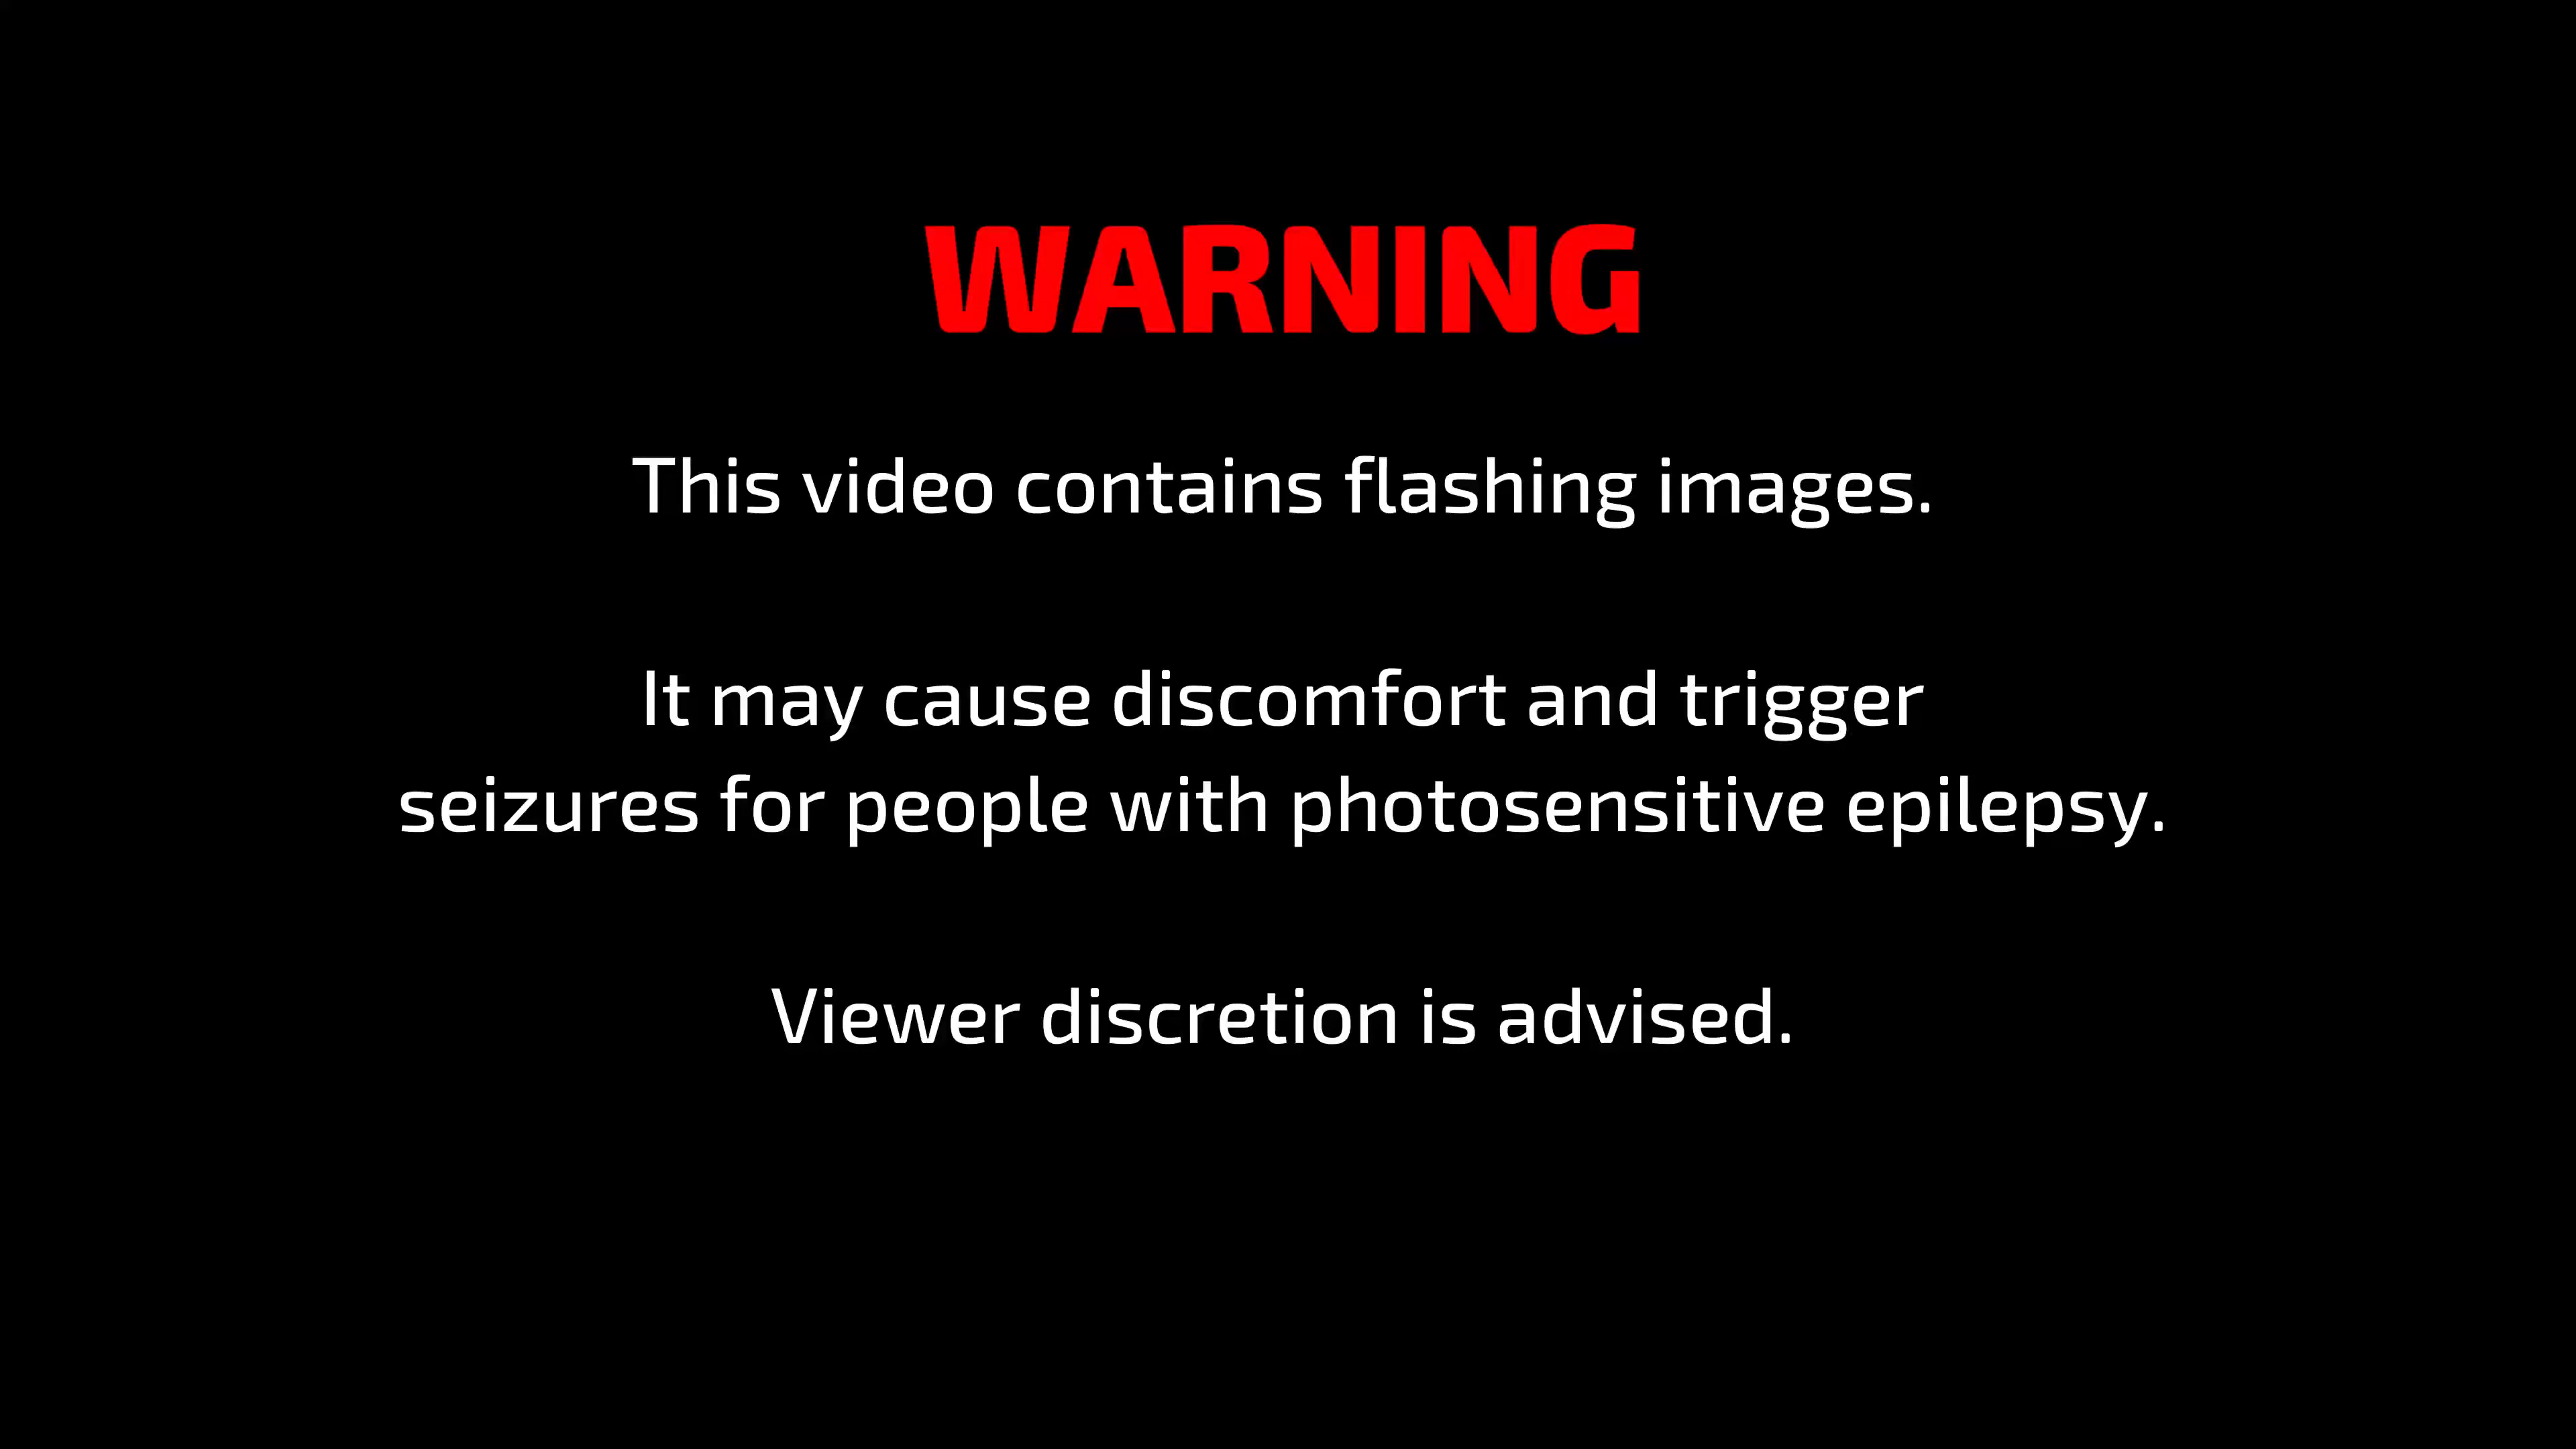 WARNING
This video contains flashing images.
It may cause discomfort and trigger
seizures for people with photosensitive epilepsy.
Viewer discretion is advised.